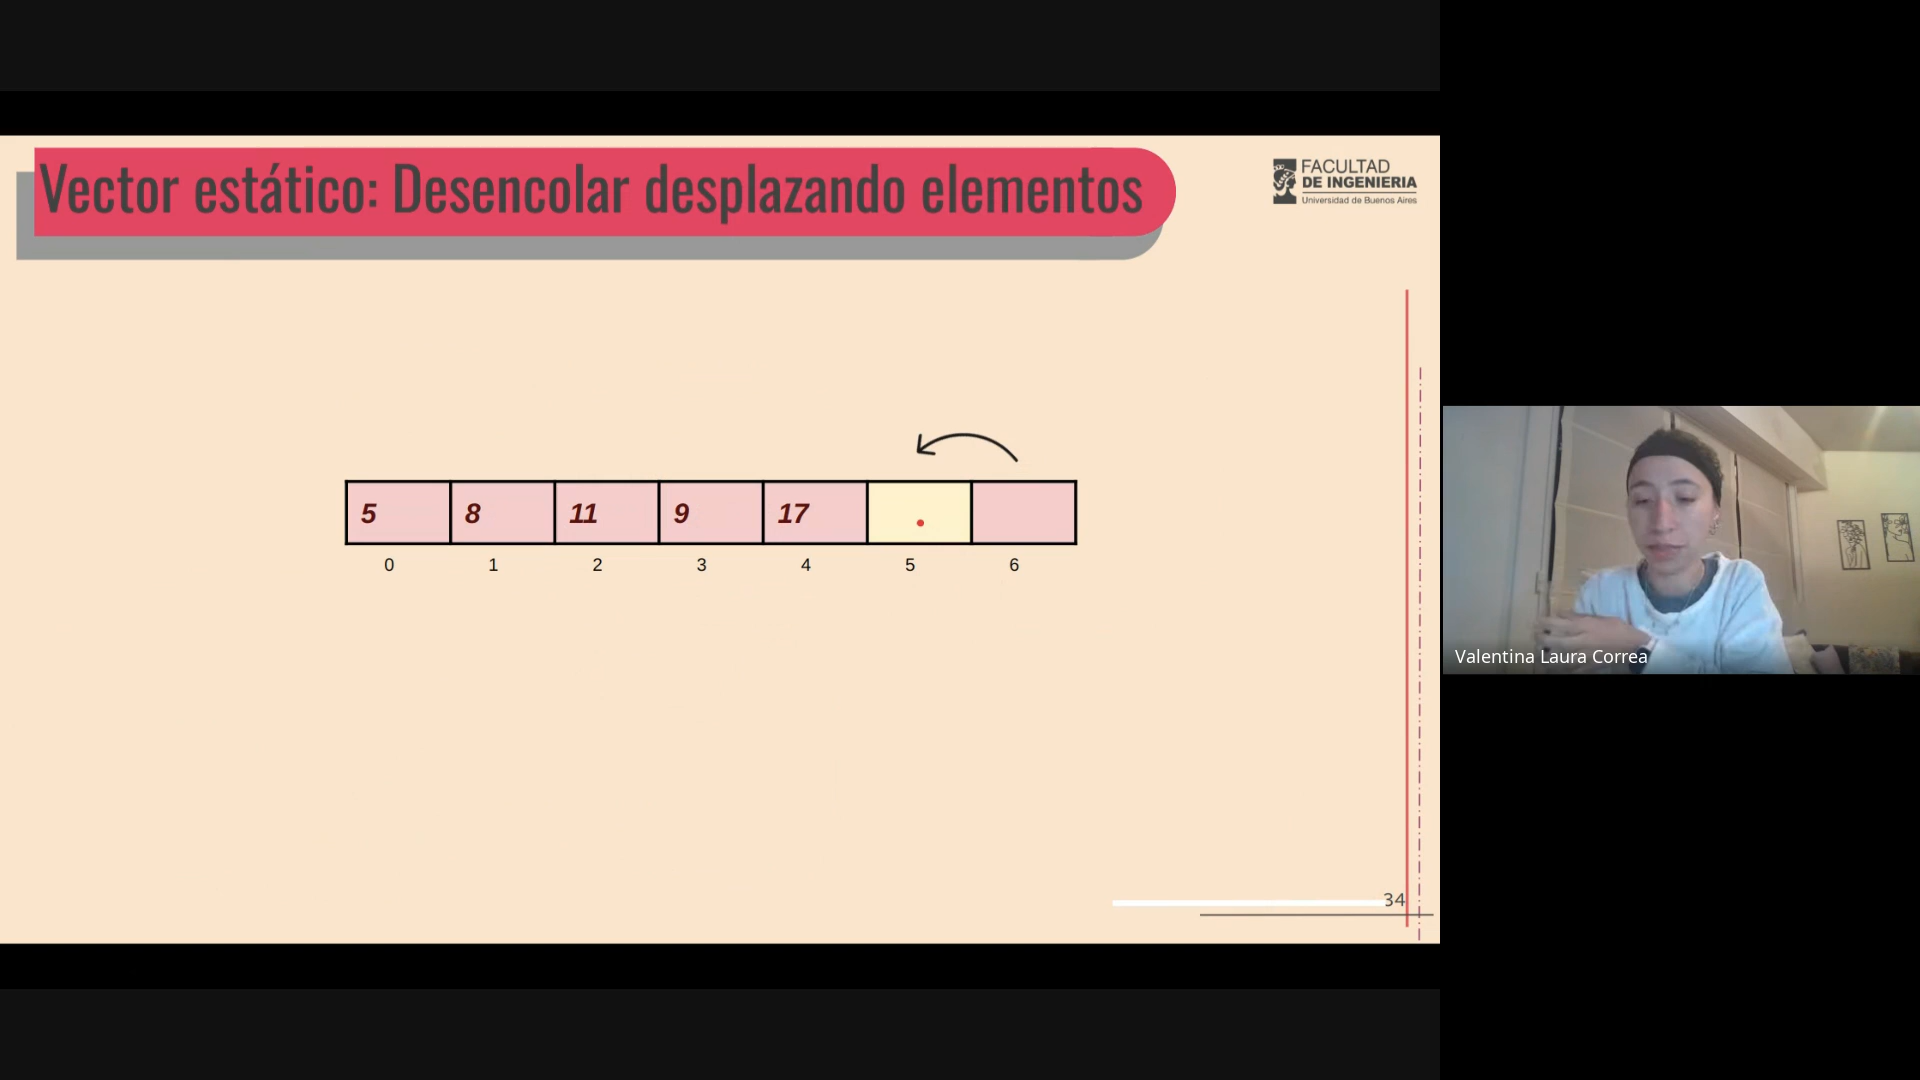 Vector estático: Desencolar desplazando elementos
FACULTAD
DE INGENIERIA
Universidad de Buenos Aires
5 8 11 9 17
0 1 2 3 4 5 6
Valentina Laura Correa
34